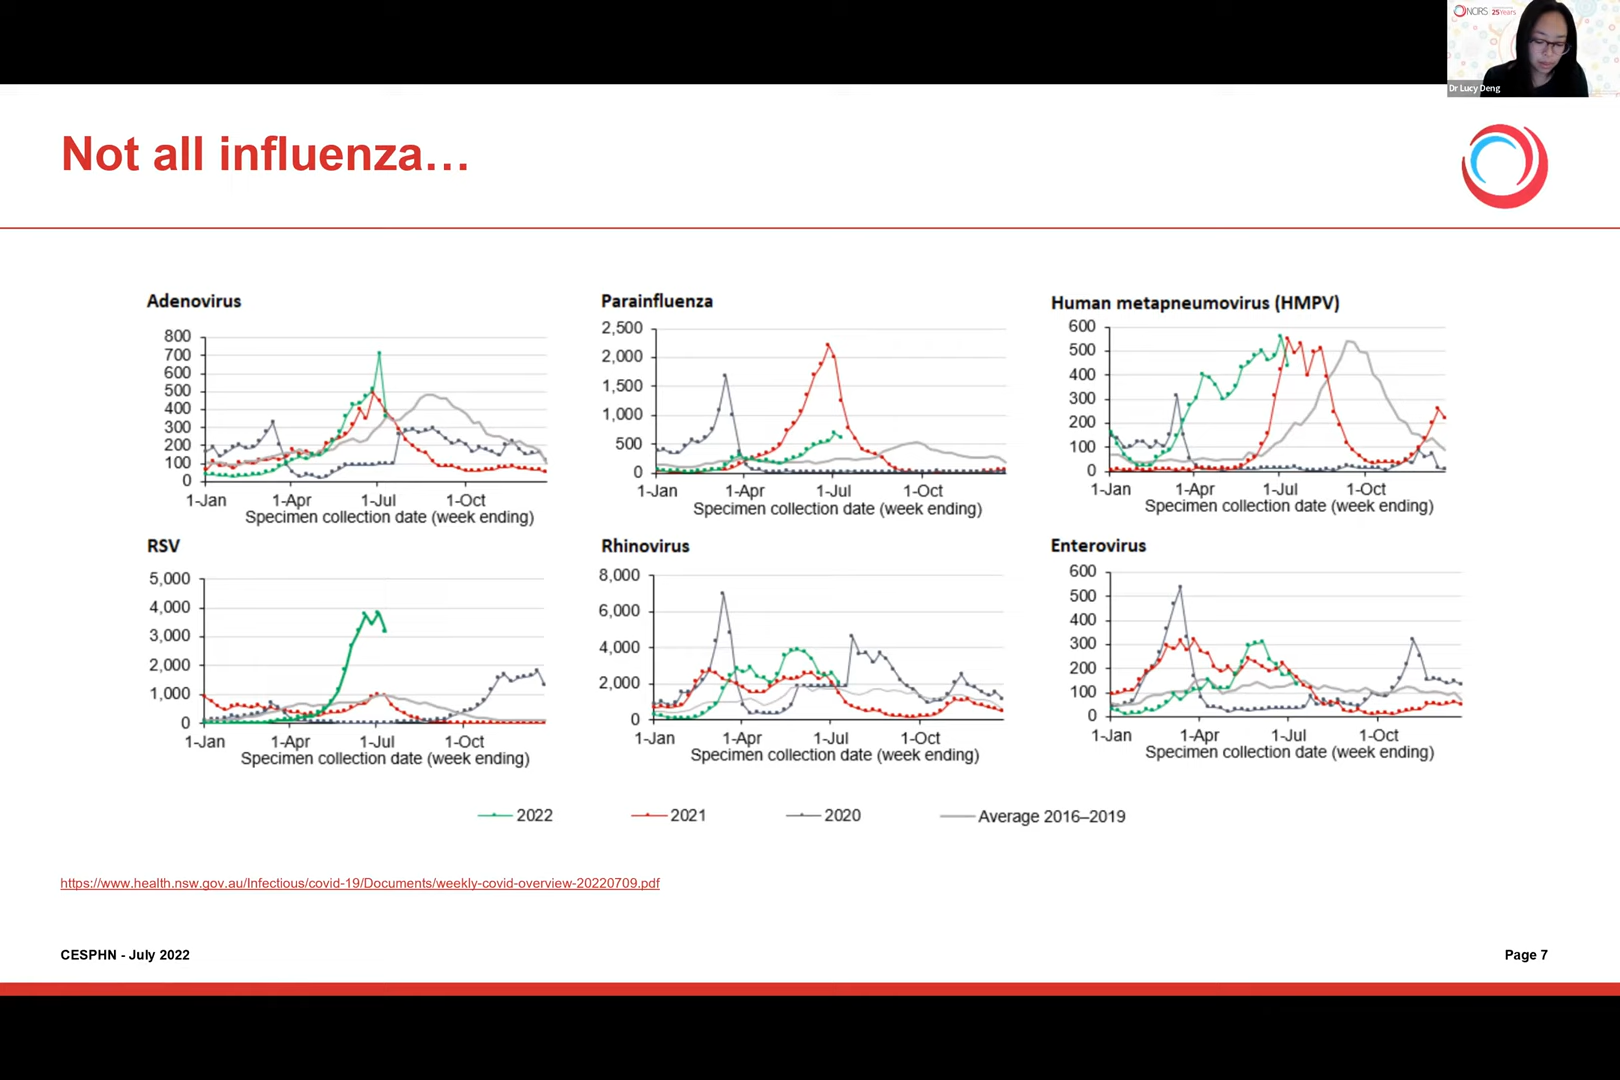 NCIRS 25 Years
Dr Lucy Deng
Not all influenza...
Adenovirus
800
700
600
500
400
300
200
100
0
1-Jan 1-Apr 1-Jul 1-Oct
Specimen collection date (week ending)
Parainfluenza
2,500
2,000
1,500
1,000
500
0
1-Jan 1-Apr 1-Jul 1-Oct
Specimen collection date (week ending)
Human metapneumovirus (HMPV)
600
500
400
300
200
100
0
1-Jan 1-Apr 1-Jul 1-Oct
Specimen collection date (week ending)
RSV
5,000
4,000
3,000
2,000
1,000
0
1-Jan 1-Apr 1-Jul 1-Oct
Specimen collection date (week ending)
Rhinovirus
8,000
6,000
4,000
2,000
0
1-Jan 1-Apr 1-Jul 1-Oct
Specimen collection date (week ending)
Enterovirus
600
500
400
300
200
100
0
1-Jan 1-Apr 1-Jul 1-Oct
Specimen collection date (week ending)
2022 2021 2020 Average 2016–2019
https://www.health.nsw.gov.au/Infectious/covid-19/Documents/weekly-covid-overview-20220709.pdf
CESPHN - July 2022 Page 7